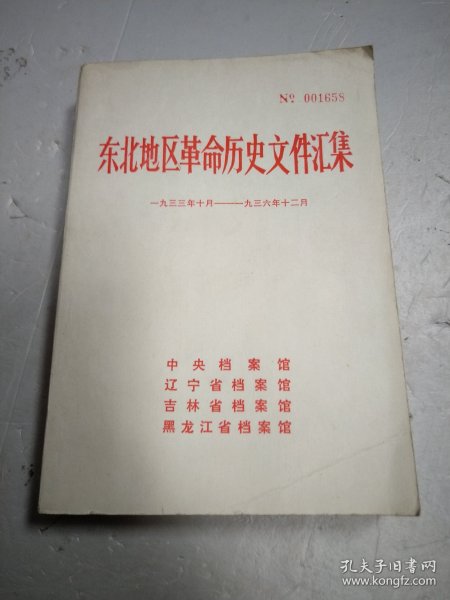 № 001658
东北地区革命历史文件汇集
一九三三年十月——一九三六年十二月
中央档案馆
辽宁省档案馆
吉林省档案馆
黑龙江省档案馆
孔夫子旧书网
www.kongfz.com